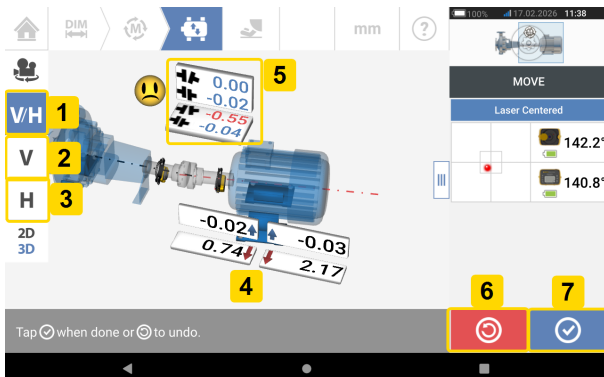 100% 17.02.2026 11:38
DIM
M
mm
?
MOVE
Laser Centered
142.2°
140.8°
V/H
V
H
2D
3D
1
2
3
4
5
6
7
0.00
-0.02
-0.55
-0.04
-0.02
-0.03
0.74
2.17
Tap when done or to undo.